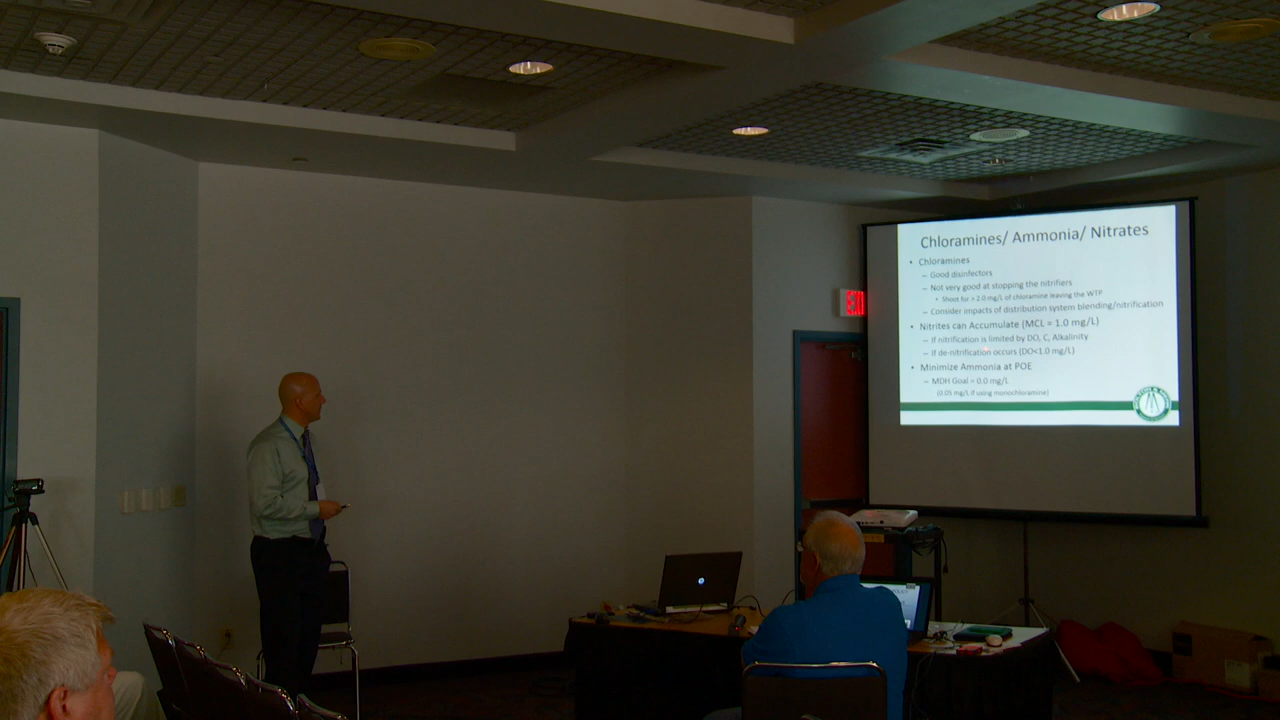 Chloramines/ Ammonia/ Nitrates
• Chloramines
– Good disinfectors
– Not very good at stopping the nitrifiers
• Shoot for > 2.0 mg/L of chloramine leaving the WTP
– Consider impacts of distribution system blending/nitrification
• Nitrites can Accumulate (MCL = 1.0 mg/L)
– If nitrification is limited by DO, C, Alkalinity
– If de-nitrification occurs (DO<1.0 mg/L)
• Minimize Ammonia at POE
– MDH Goal = 0.0 mg/L
(0.05 mg/L if using monochloramine)
EXIT